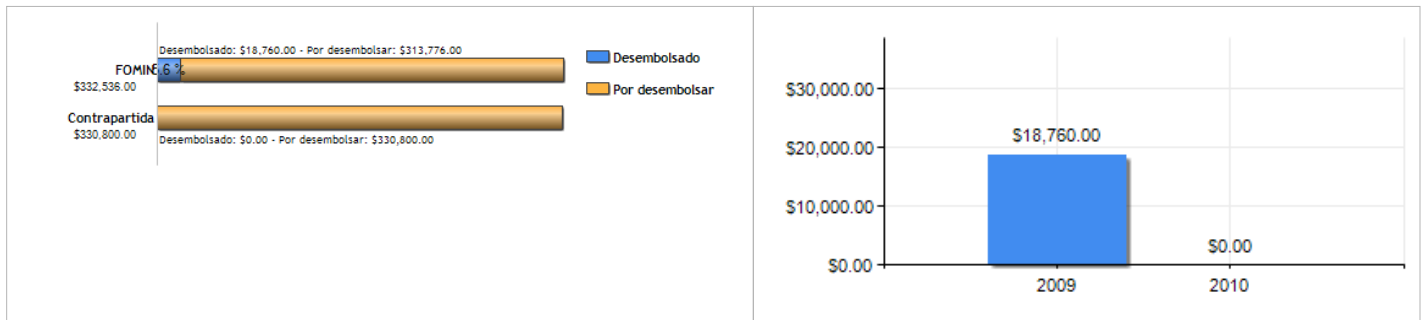 Desembolsado: $18,760.00 - Por desembolsar: $313,776.00
FOMIN
.6 %
$332,536.00
Contrapartida
$330,800.00
Desembolsado: $0.00 - Por desembolsar: $330,800.00
Desembolsado
Por desembolsar
$30,000.00
$20,000.00
$10,000.00
$0.00
$18,760.00
$0.00
2009
2010